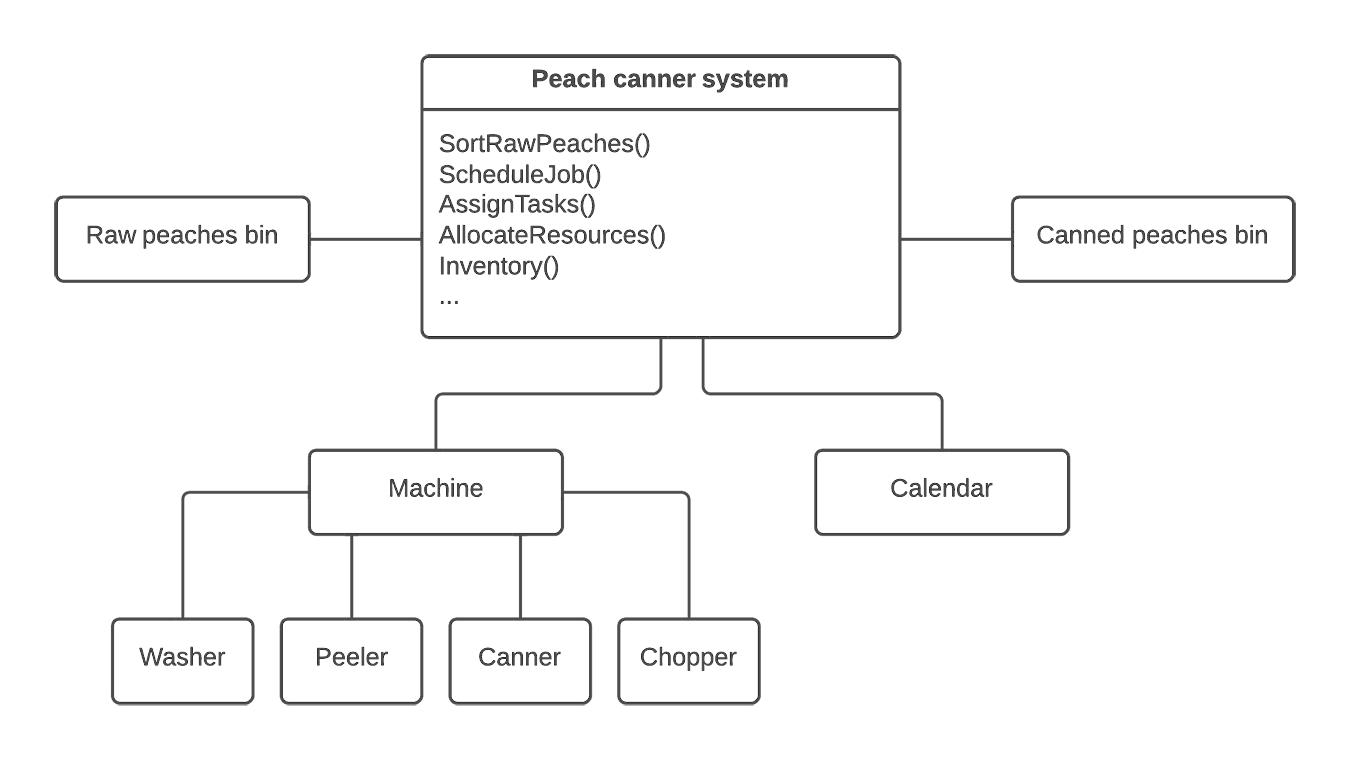 Peach canner system
SortRawPeaches()
ScheduleJob()
AssignTasks()
AllocateResources()
Inventory()
...
Raw peaches bin
Canned peaches bin
Machine
Calendar
Washer
Peeler
Canner
Chopper